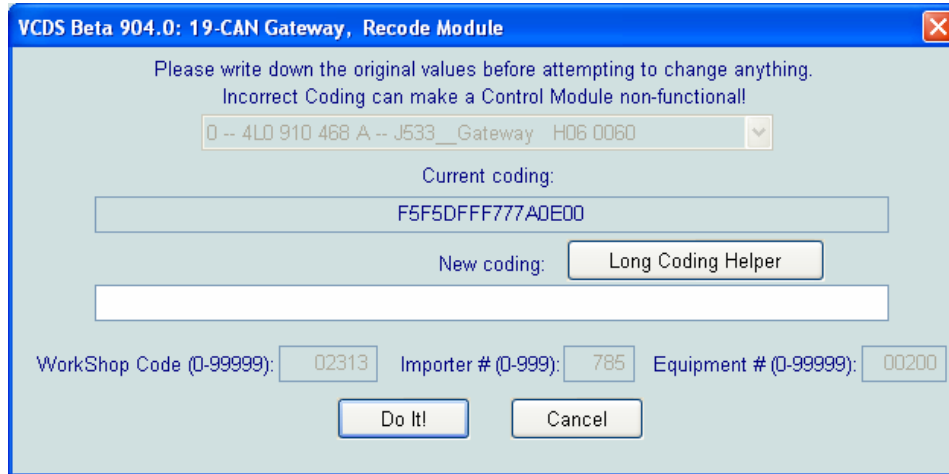 VCDS Beta 904.0: 19-CAN Gateway, Recode Module
Please write down the original values before attempting to change anything.
Incorrect Coding can make a Control Module non-functional!
0 -- 4L0 910 468 A -- J533__Gateway H06 0060
Current coding:
F5F5DFFF777A0E00
New coding: Long Coding Helper
WorkShop Code (0-99999): 02313 Importer # (0-999): 785 Equipment # (0-99999): 00200
Do It! Cancel